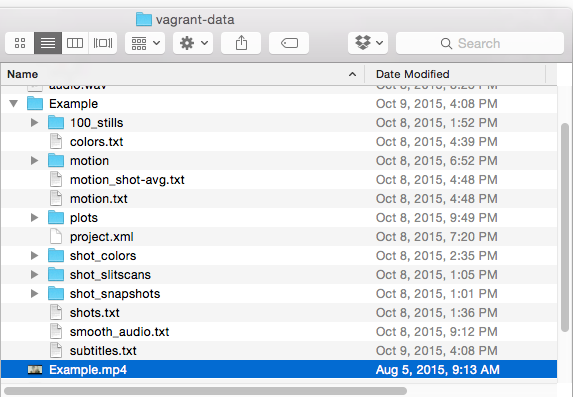 vagrant-data
Search
Name Date Modified
audio.wav
Example Oct 9, 2015, 4:08 PM
100_stills Oct 8, 2015, 1:52 PM
colors.txt Oct 8, 2015, 4:39 PM
motion Oct 8, 2015, 6:52 PM
motion_shot-avg.txt Oct 8, 2015, 4:48 PM
motion.txt Oct 8, 2015, 4:48 PM
plots Oct 8, 2015, 9:49 PM
project.xml Oct 8, 2015, 7:20 PM
shot_colors Oct 8, 2015, 2:35 PM
shot_slitscans Oct 8, 2015, 1:05 PM
shot_snapshots Oct 8, 2015, 1:01 PM
shots.txt Oct 8, 2015, 1:36 PM
smooth_audio.txt Oct 8, 2015, 9:12 PM
subtitles.txt Oct 9, 2015, 4:08 PM
Example.mp4 Aug 5, 2015, 9:13 AM